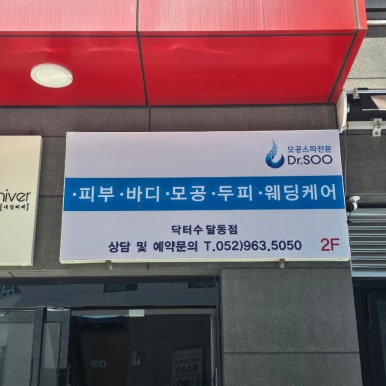 모공스파전문
Dr.SOO
·피부·바디·모공·두피·웨딩케어
닥터수 달동점
상담 및 예약문의 T.052)963.5050
2F
niver